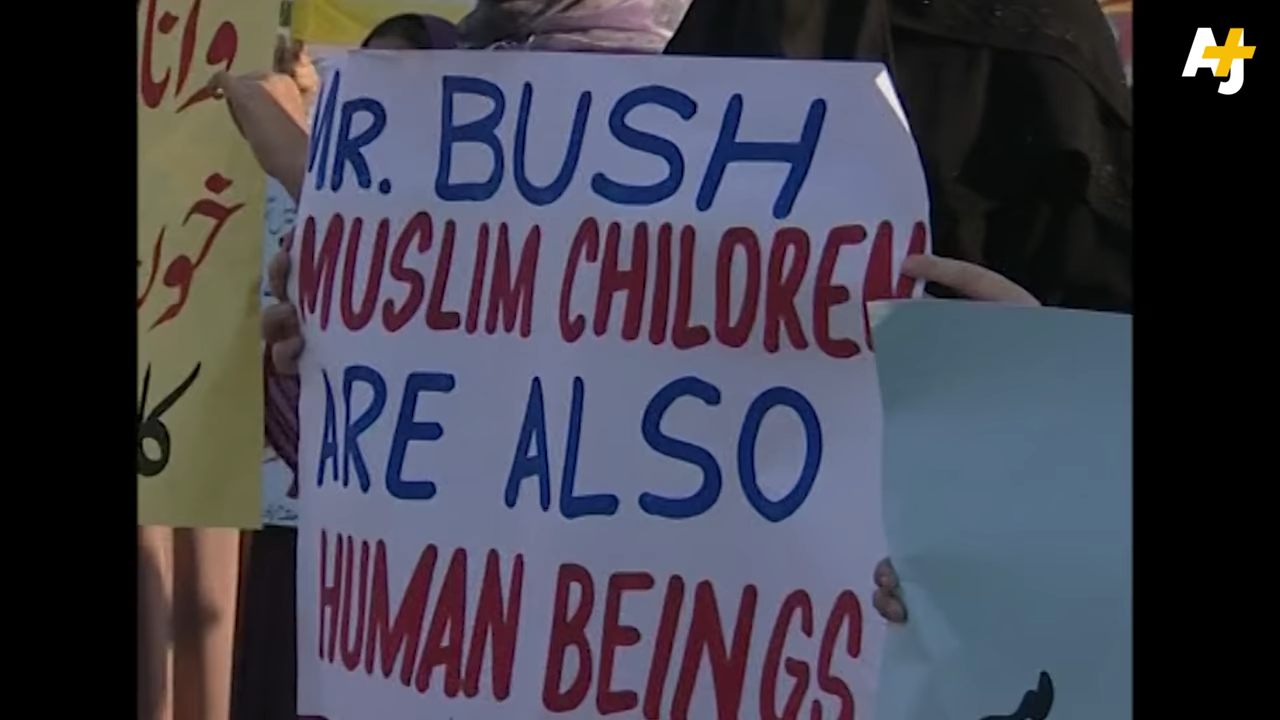 MR. BUSH
MUSLIM CHILDREN
ARE ALSO
HUMAN BEINGS
AJ+